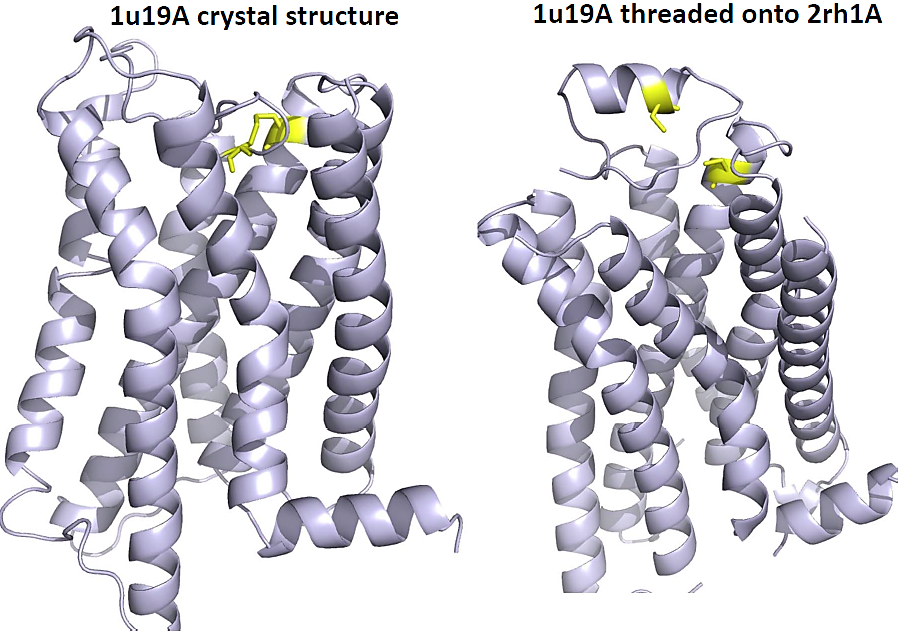 1u19A crystal structure
1u19A threaded onto 2rh1A